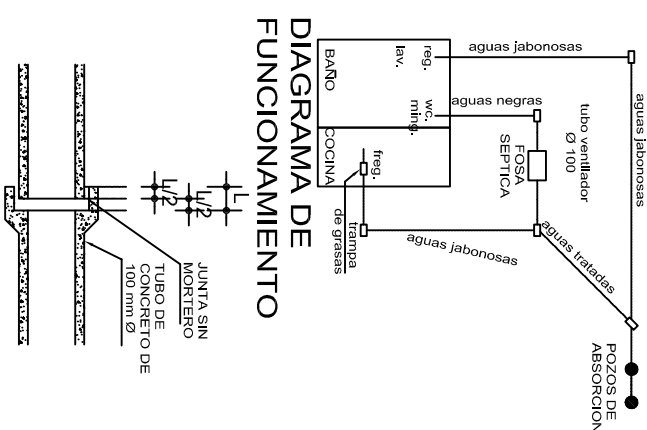 aguas jabonosas
aguas jabonosas
reg.
lav.
BAÑO
wc.
ming.
aguas negras
tubo ventilador
Ø 100
FOSA
SEPTICA
COCINA
freg.
trampa
de grasas
aguas jabonosas
aguas tratadas
POZOS DE
ABSORCION
DIAGRAMA DE
FUNCIONAMIENTO
L
L/2
L/2
JUNTA SIN
MORTERO
TUBO DE
CONCRETO DE
100 mm Ø